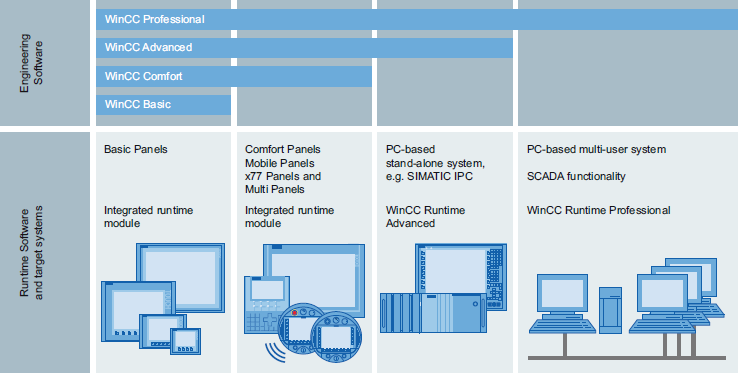 Engineering
Software
WinCC Professional
WinCC Advanced
WinCC Comfort
WinCC Basic
Runtime Software
and target systems
Basic Panels
Integrated runtime
module
Comfort Panels
Mobile Panels
x77 Panels and
Multi Panels
Integrated runtime
module
PC-based
stand-alone system,
e.g. SIMATIC IPC
WinCC Runtime
Advanced
PC-based multi-user system
SCADA functionality
WinCC Runtime Professional